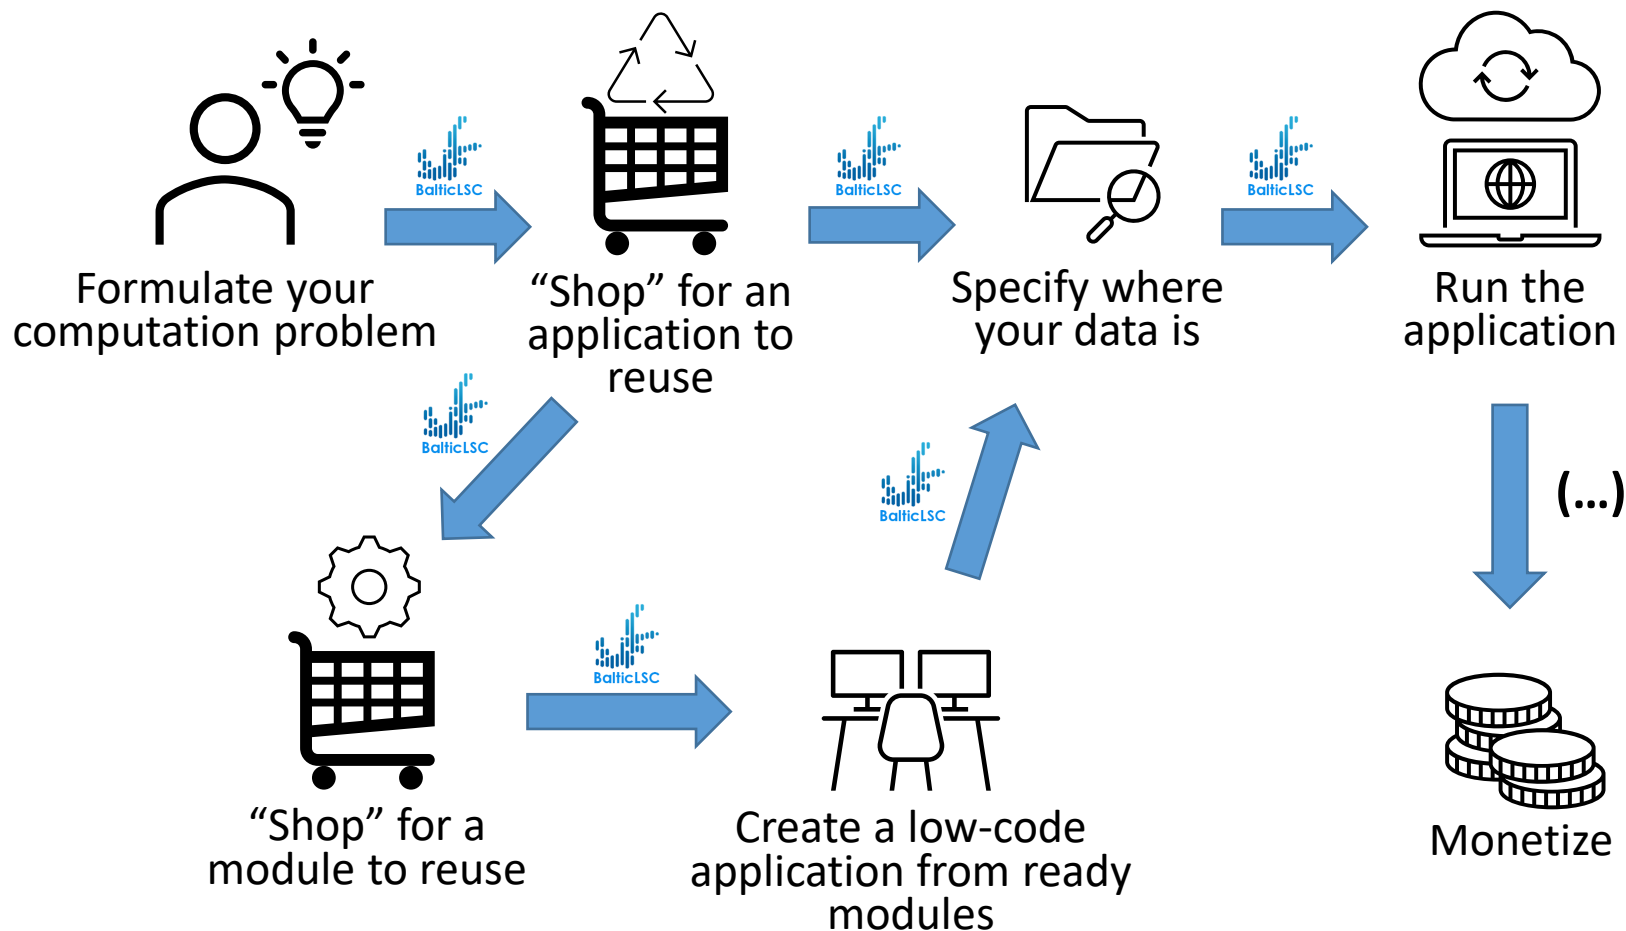 BalticLSC
BalticLSC
BalticLSC
Formulate your
computation problem
“Shop” for an
application to
reuse
Specify where
your data is
Run the
application
BalticLSC
BalticLSC
(...)
BalticLSC
“Shop” for a
module to reuse
Create a low-code
application from ready
modules
Monetize